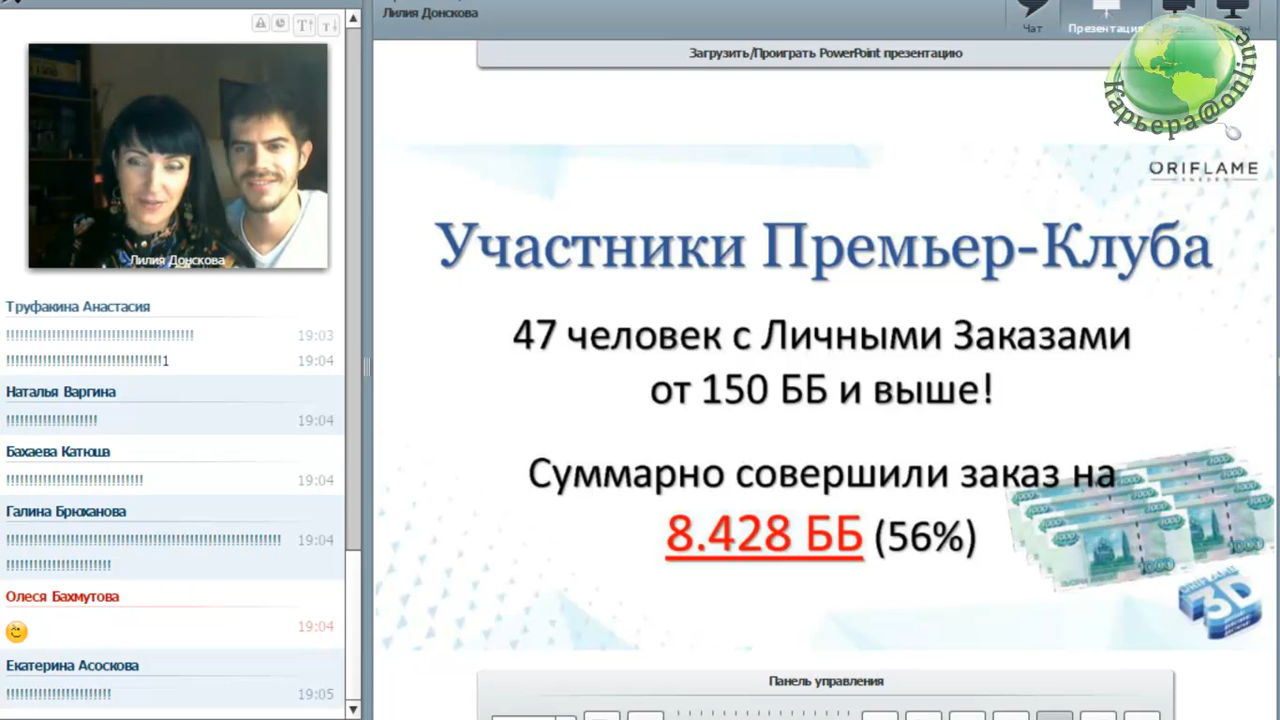 Лилия Донскова
Труфакина Анастасия
!!!!!!!!!!!!!!!!!!!!!!!!!!!!!!!!!!!!!!!!! 19:03
!!!!!!!!!!!!!!!!!!!!!!!!!!!!!!!!!!1 19:04
Наталья Варгина
!!!!!!!!!!!!!!!!!!!! 19:04
Бахаева Катюша
!!!!!!!!!!!!!!!!!!!!!!!!!!!!!! 19:04
Галина Брюханова
!!!!!!!!!!!!!!!!!!!!!!!!!!!!!!!!!!!!!!!!!!!!!!!!!!!!!!!!!!!! 19:04
!!!!!!!!!!!!!!!!!!!!!!!
Олеся Бахмутова
19:04
Екатерина Асоскова
!!!!!!!!!!!!!!!!!!!!!!! 19:05
Лилия Донскова
Чат
Презентация
Загрузить/Проиграть PowerPoint презентацию
Карьера@online
ORIFLAME
SWEDEN
Участники Премьер-Клуба
47 человек с Личными Заказами
от 150 ББ и выше!
Суммарно совершили заказ на
8.428 ББ (56%)
1000
3D
Панель управления